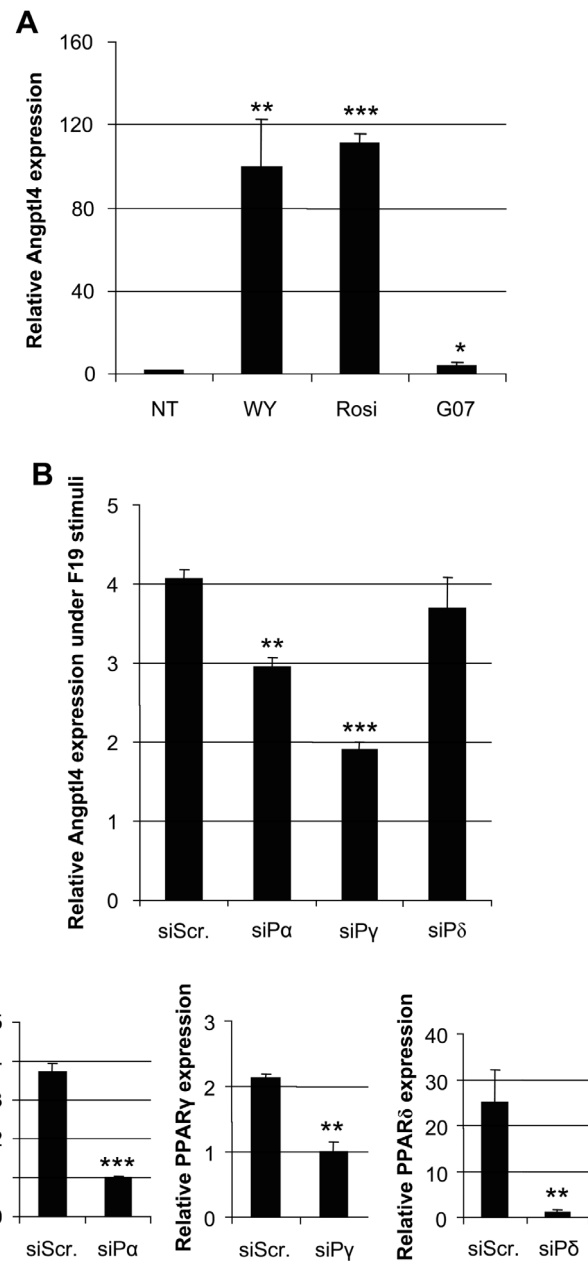 A
Relative Angptl4 expression
160
120
80
40
0
** *** *
NT WY Rosi G07
B
Relative Angptl4 expression under F19 stimuli
5
4
3
2
1
0
** ***
siScr. siPα siPγ siPδ
***
siScr. siPα
Relative PPARγ expression
3
2
1
0
**
siScr. siPγ
Relative PPARδ expression
40
30
20
10
0
**
siScr. siPδ